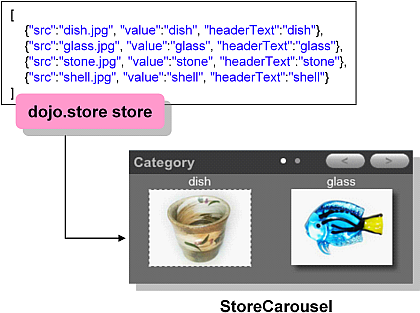 [
{"src":"dish.jpg", "value":"dish", "headerText":"dish"},
{"src":"glass.jpg", "value":"glass", "headerText":"glass"},
{"src":"stone.jpg", "value":"stone", "headerText":"stone"},
{"src":"shell.jpg", "value":"shell", "headerText":"shell"}
]
dojo.store store
Category < >
dish glass
StoreCarousel